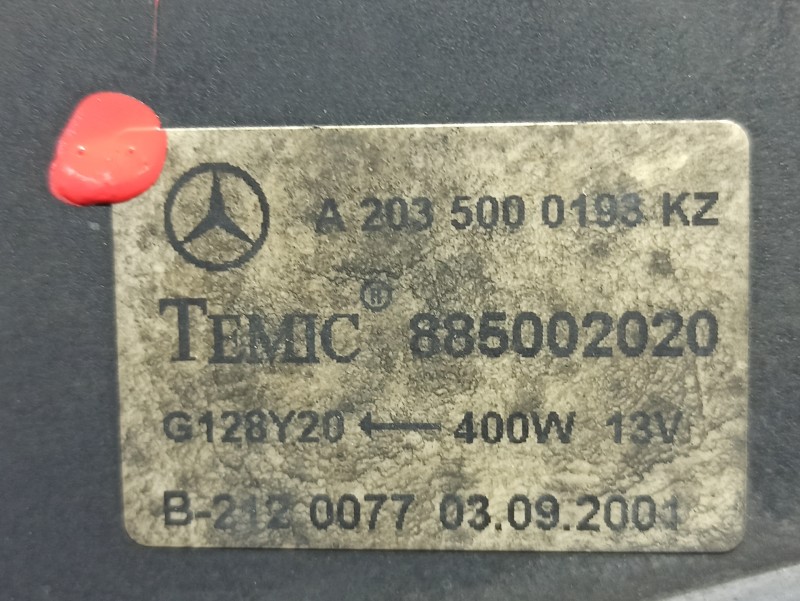 A 203 500 0193 KZ
TEMIC® 885002020
G128Y20 ← 400W 13V
B-212 0077 03.09.2001